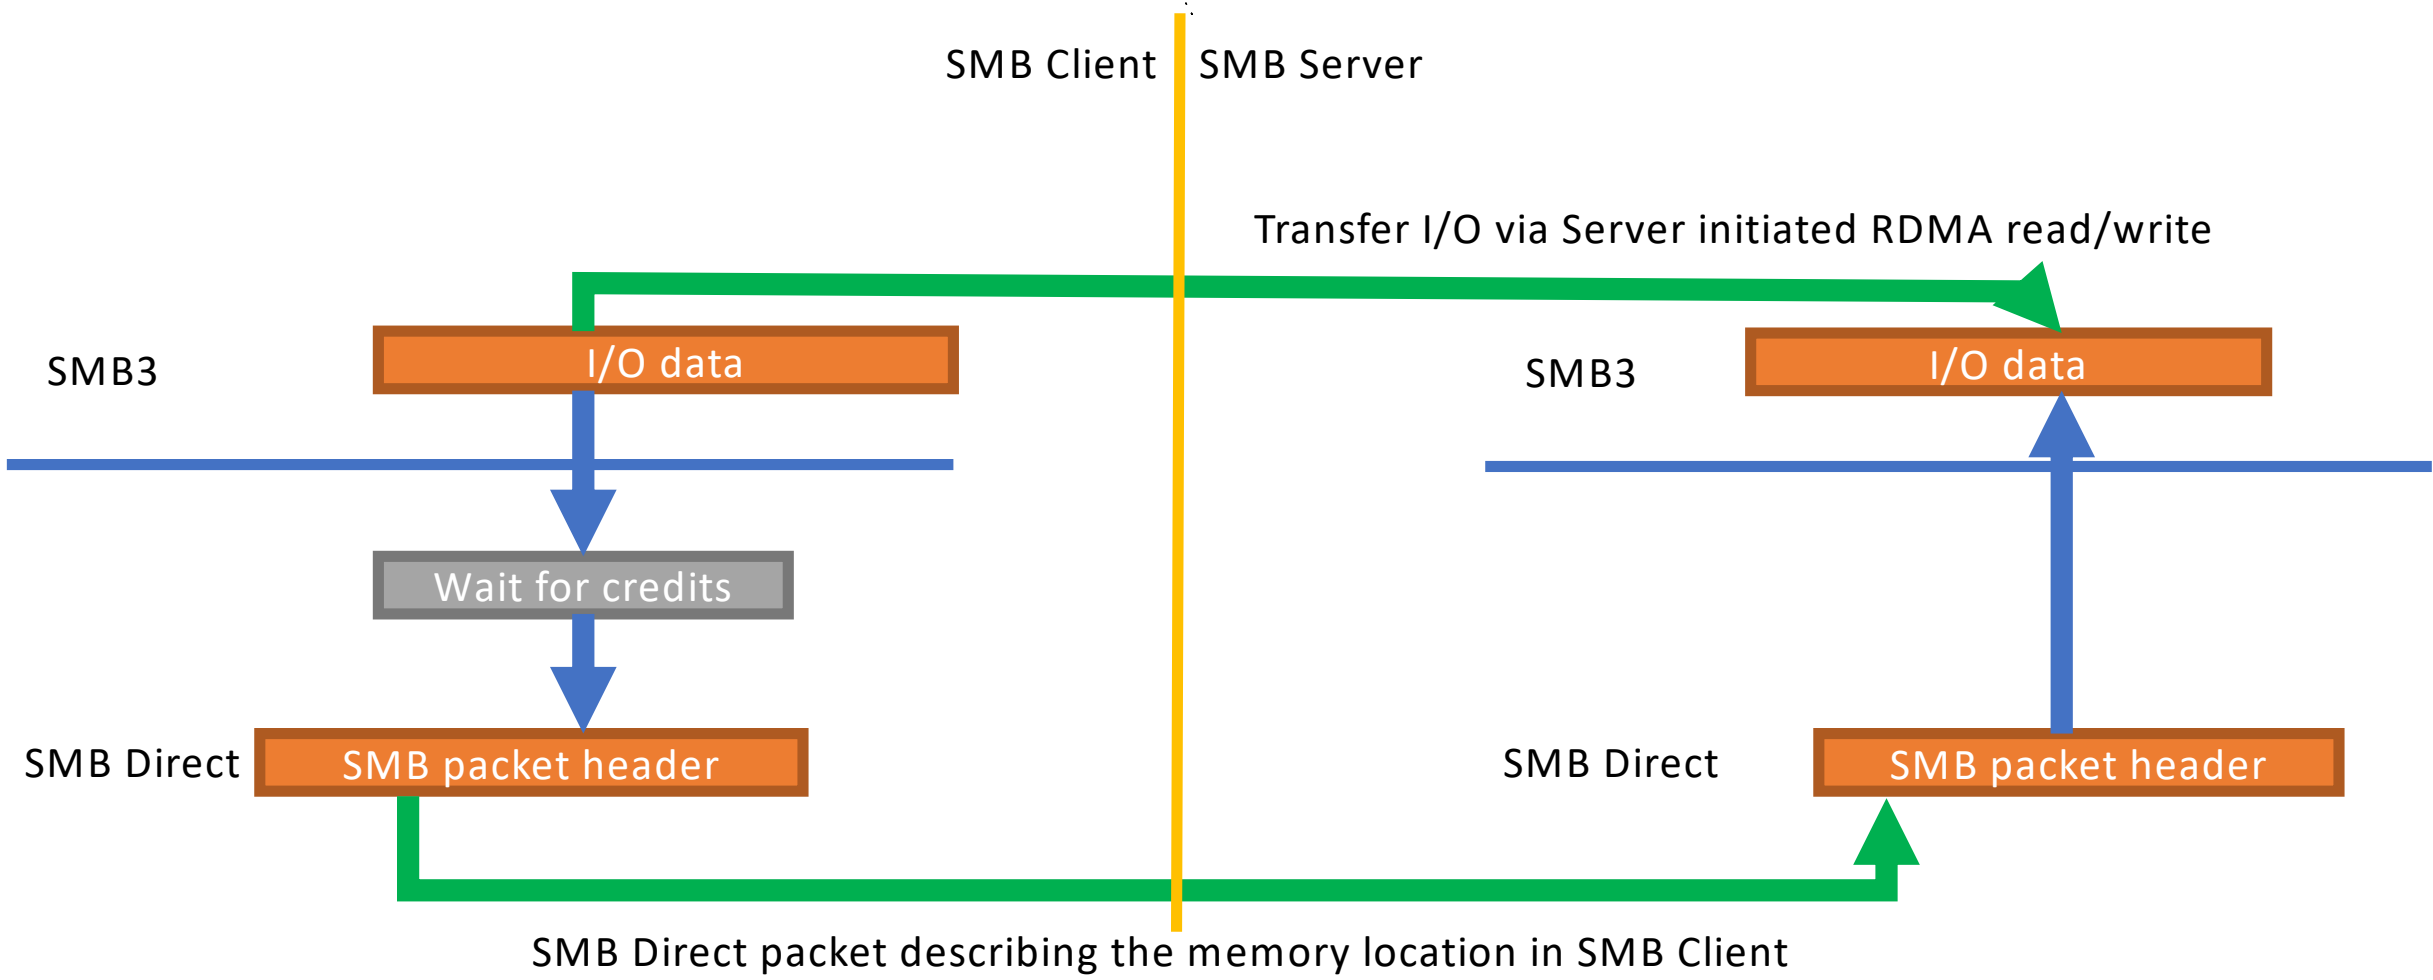 SMB Client
SMB Server
Transfer I/O via Server initiated RDMA read/write
SMB3
I/O data
SMB3
I/O data
Wait for credits
SMB Direct
SMB packet header
SMB Direct
SMB packet header
SMB Direct packet describing the memory location in SMB Client